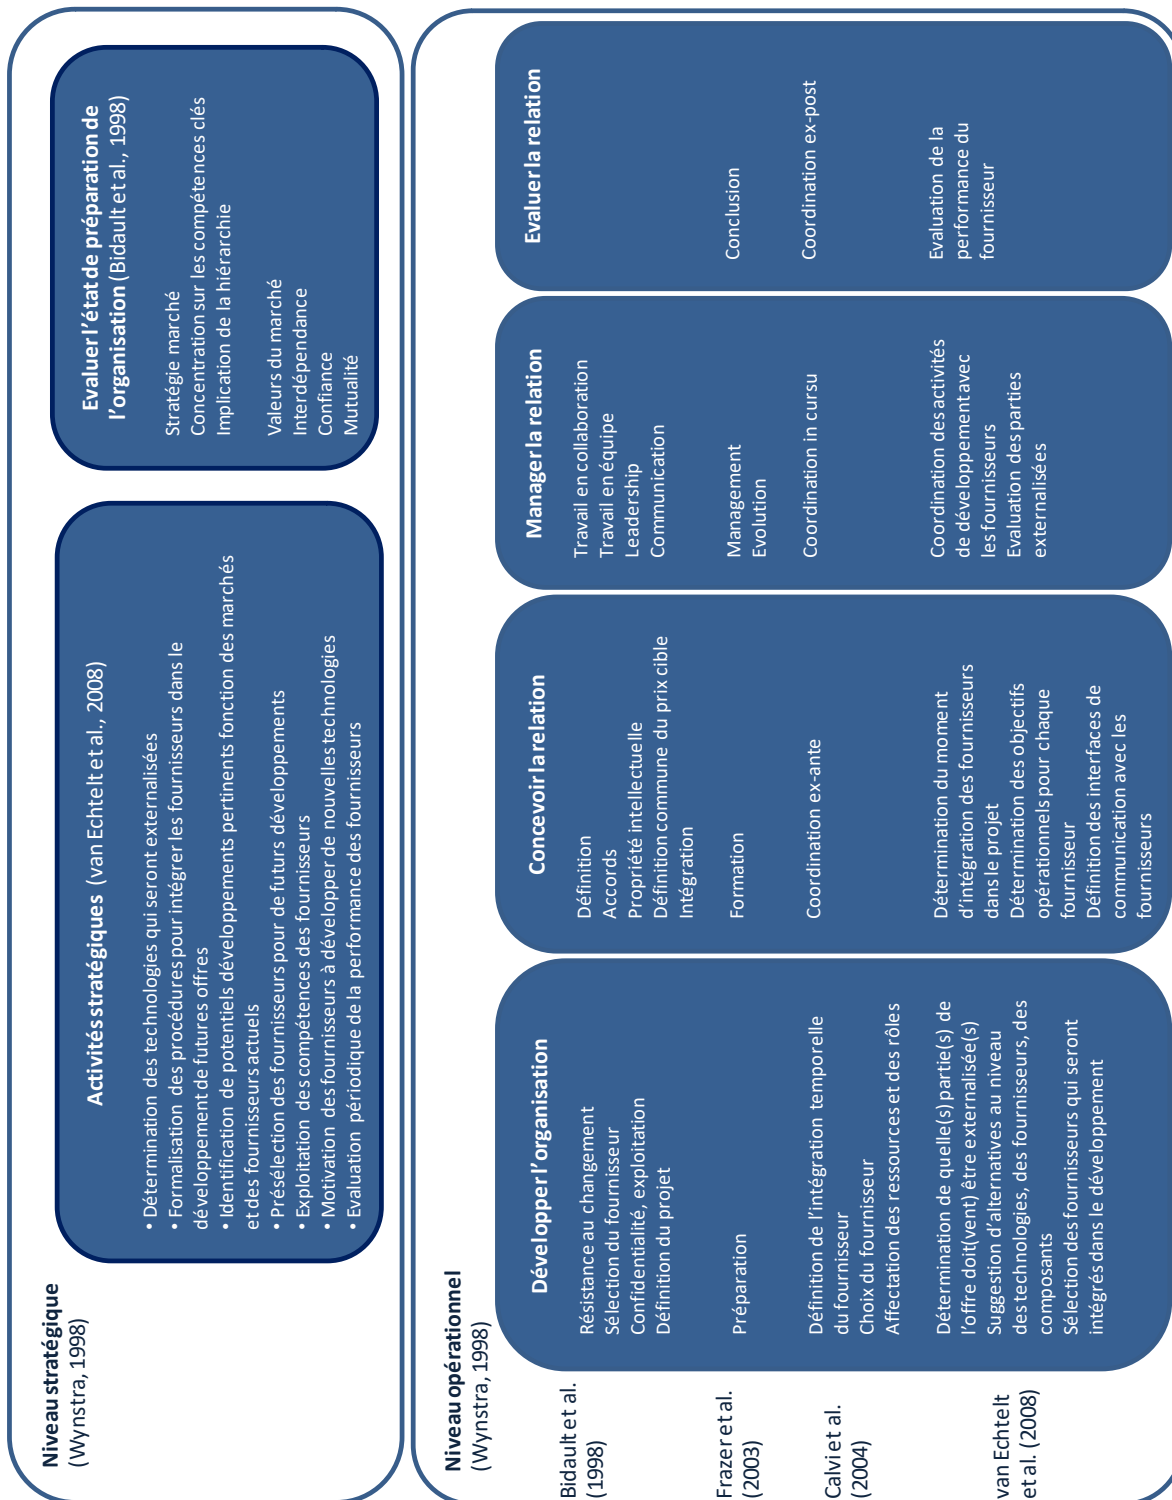 Niveau stratégique
(Wynstra, 1998)
Activités stratégiques (van Echtelt et al., 2008)
• Détermination des technologies qui seront externalisées
• Formalisation des procédures pour intégrer les fournisseurs dans le
développement de futures offres
• Identification de potentiels développements pertinents fonction des marchés
et des fournisseurs actuels
• Présélection des fournisseurs pour de futurs développements
• Exploitation des compétences des fournisseurs
• Motivation des fournisseurs à développer de nouvelles technologies
• Evaluation périodique de la performance des fournisseurs
Evaluer l'état de préparation de
l'organisation (Bidault et al., 1998)
Stratégie marché
Concentration sur les compétences clés
Implication de la hiérarchie
Valeurs du marché
Interdépendance
Confiance
Mutualité
Niveau opérationnel
(Wynstra, 1998)
Développer l'organisation
Concevoir la relation
Manager la relation
Evaluer la relation
Bidault et al.
(1998)
Résistance au changement
Sélection du fournisseur
Confidentialité, exploitation
Définition du projet
Définition
Accords
Propriété intellectuelle
Définition commune du prix cible
Intégration
Travail en collaboration
Travail en équipe
Leadership
Communication
Frazer et al.
(2003)
Préparation
Formation
Management
Evolution
Conclusion
Calvi et al.
(2004)
Définition de l'intégration temporelle
du fournisseur
Choix du fournisseur
Affectation des ressources et des rôles
Coordination ex-ante
Coordination in cursu
Coordination ex-post
van Echtelt
et al. (2008)
Détermination de quelle(s) partie(s) de
l'offre doit(vent) être externalisée(s)
Suggestion d'alternatives au niveau
des technologies, des fournisseurs, des
composants
Sélection des fournisseurs qui seront
intégrés dans le développement
Détermination du moment
d'intégration des fournisseurs
dans le projet
Détermination des objectifs
opérationnels pour chaque
fournisseur
Définition des interfaces de
communication avec les
fournisseurs
Coordination des activités
de développement avec
les fournisseurs
Evaluation des parties
externalisées
Evaluation de la
performance du
fournisseur